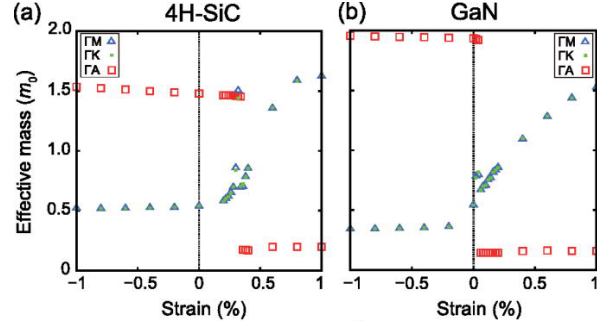 (a) 4H-SiC
(b) GaN
Effective mass (m₀)
2.0
1.5
1.0
0.5
0
ΓM
ΓK
ΓA
ΓM
ΓK
ΓA
−1 −0.5 0 0.5 1
−1 −0.5 0 0.5 1
Strain (%)
Strain (%)